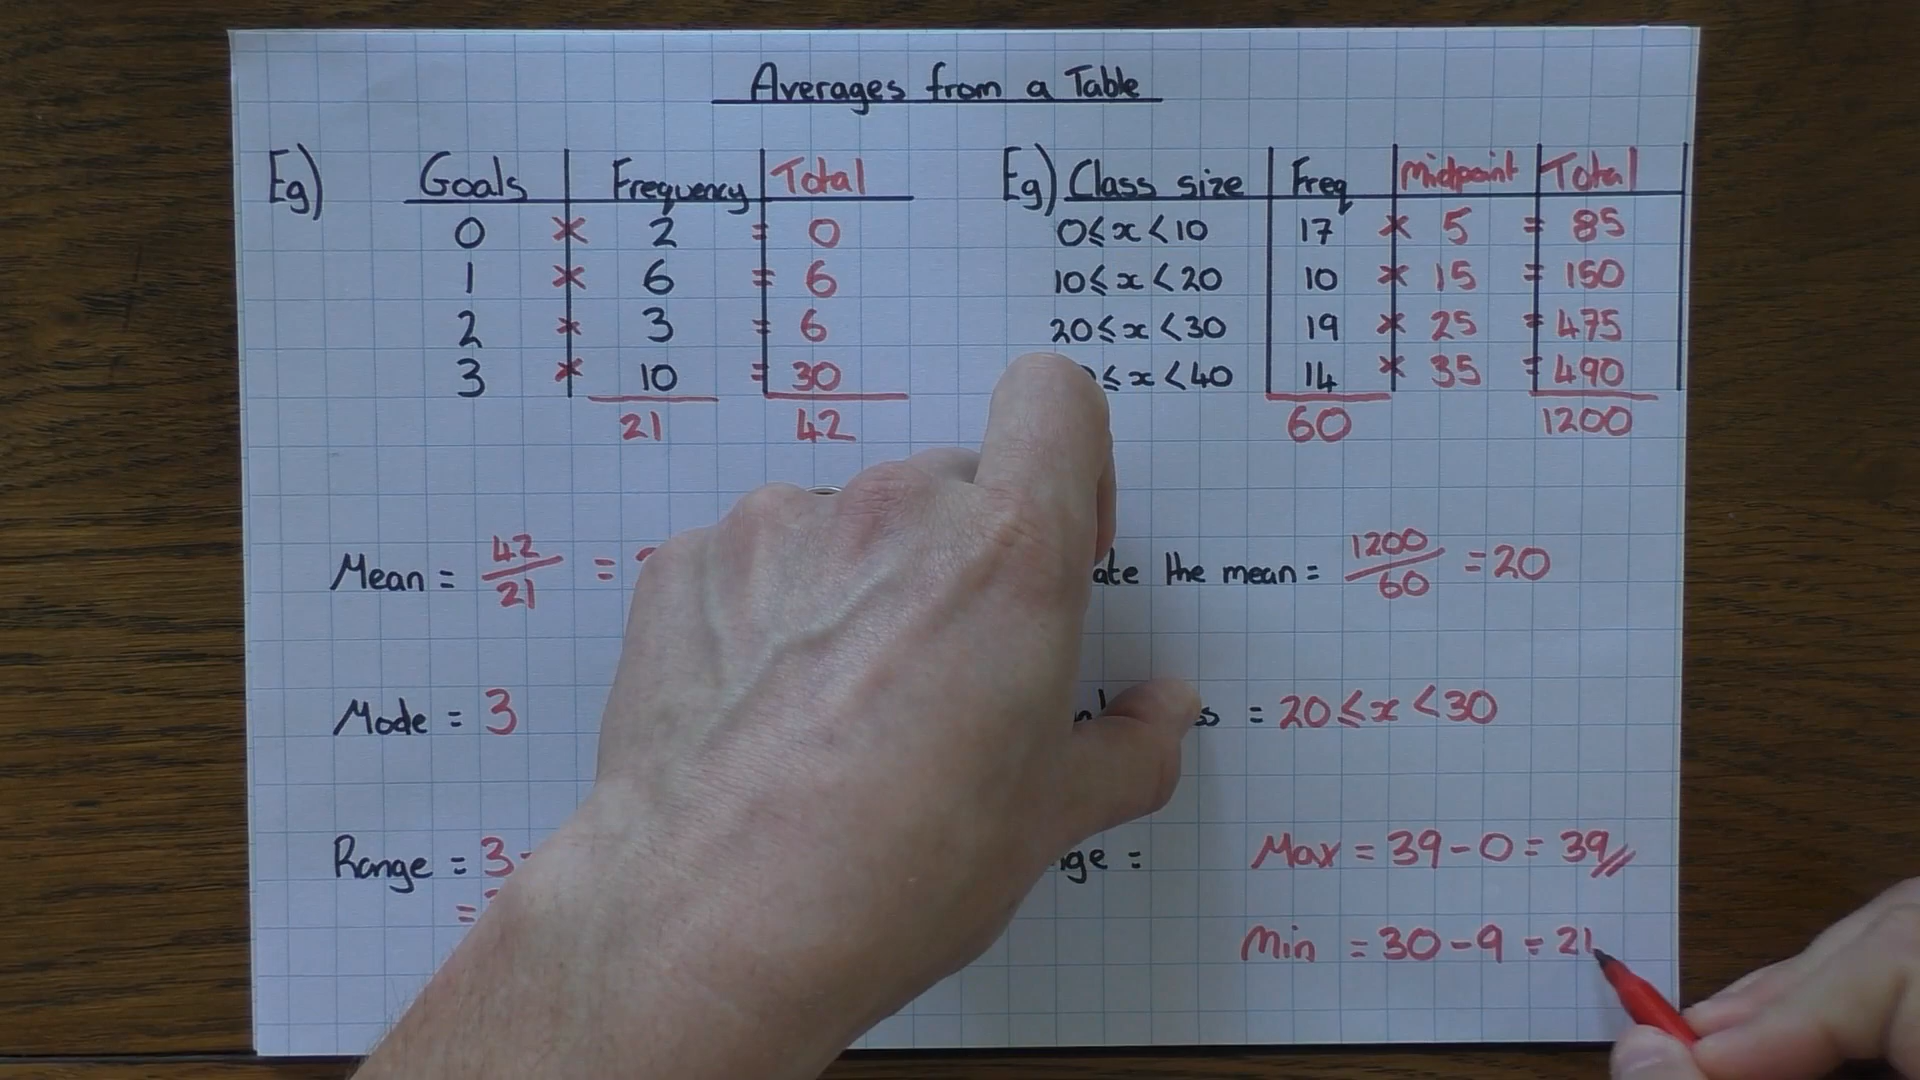 Averages from a Table
Eg) Goals Frequency Total
0 × 2 = 0
1 × 6 = 6
2 × 3 = 6
3 × 10 = 30
21 42
Mean = 42/21 =
Mode = 3
Range = 3 -
=
Eg) Class size Freq Midpoint Total
0 ≤ x < 10 17 × 5 = 85
10 ≤ x < 20 10 × 15 = 150
20 ≤ x < 30 19 × 25 = 475
≤ x < 40 14 × 35 = 490
60 1200
the mean = 1200/60 = 20
= 20 ≤ x < 30
= Max = 39 - 0 = 39
Min = 30 - 9 = 21